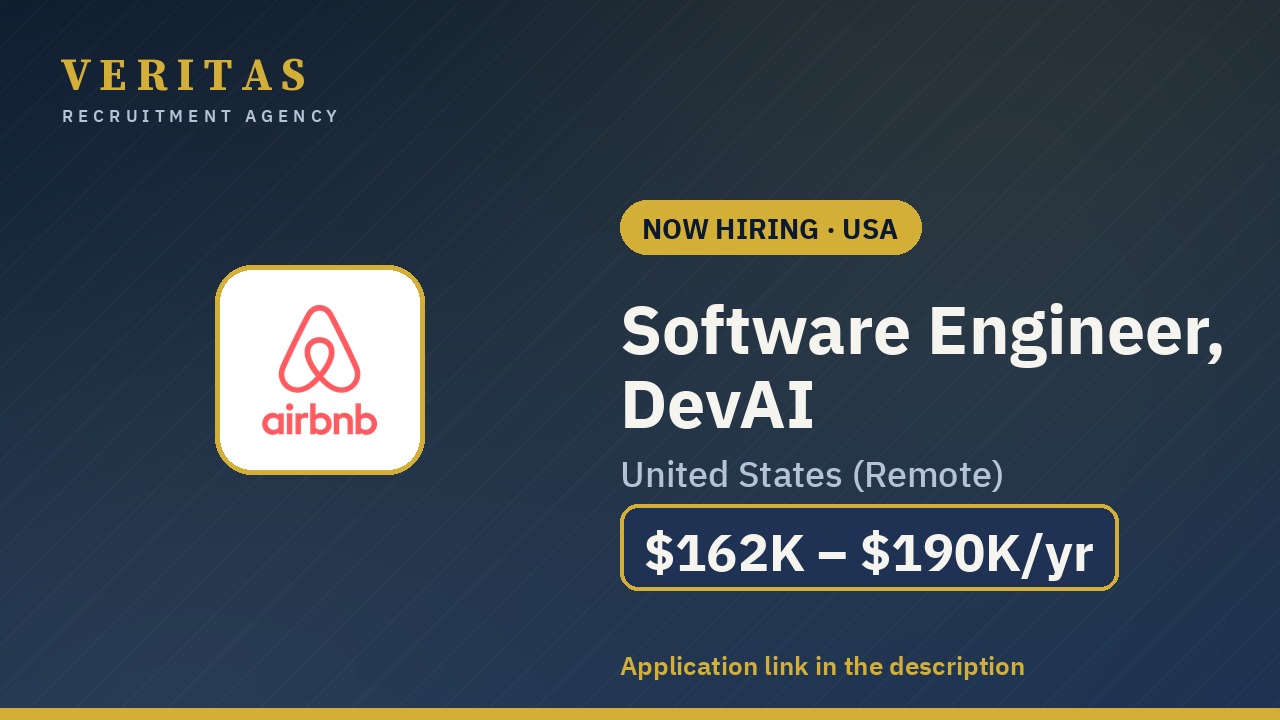 VERITAS
RECRUITMENT AGENCY
NOW HIRING · USA
airbnb
Software Engineer,
DevAI
United States (Remote)
$162K – $190K/yr
Application link in the description